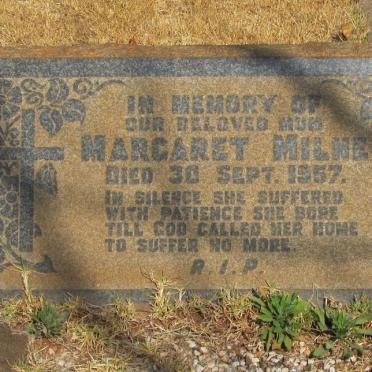 IN MEMORY OF
OUR BELOVED MUM
MARGARET MILNE
DIED 30 SEPT. 1957.
IN SILENCE SHE SUFFERED
WITH PATIENCE SHE BORE
TILL GOD CALLED HER HOME
TO SUFFER NO MORE.
R.I.P.